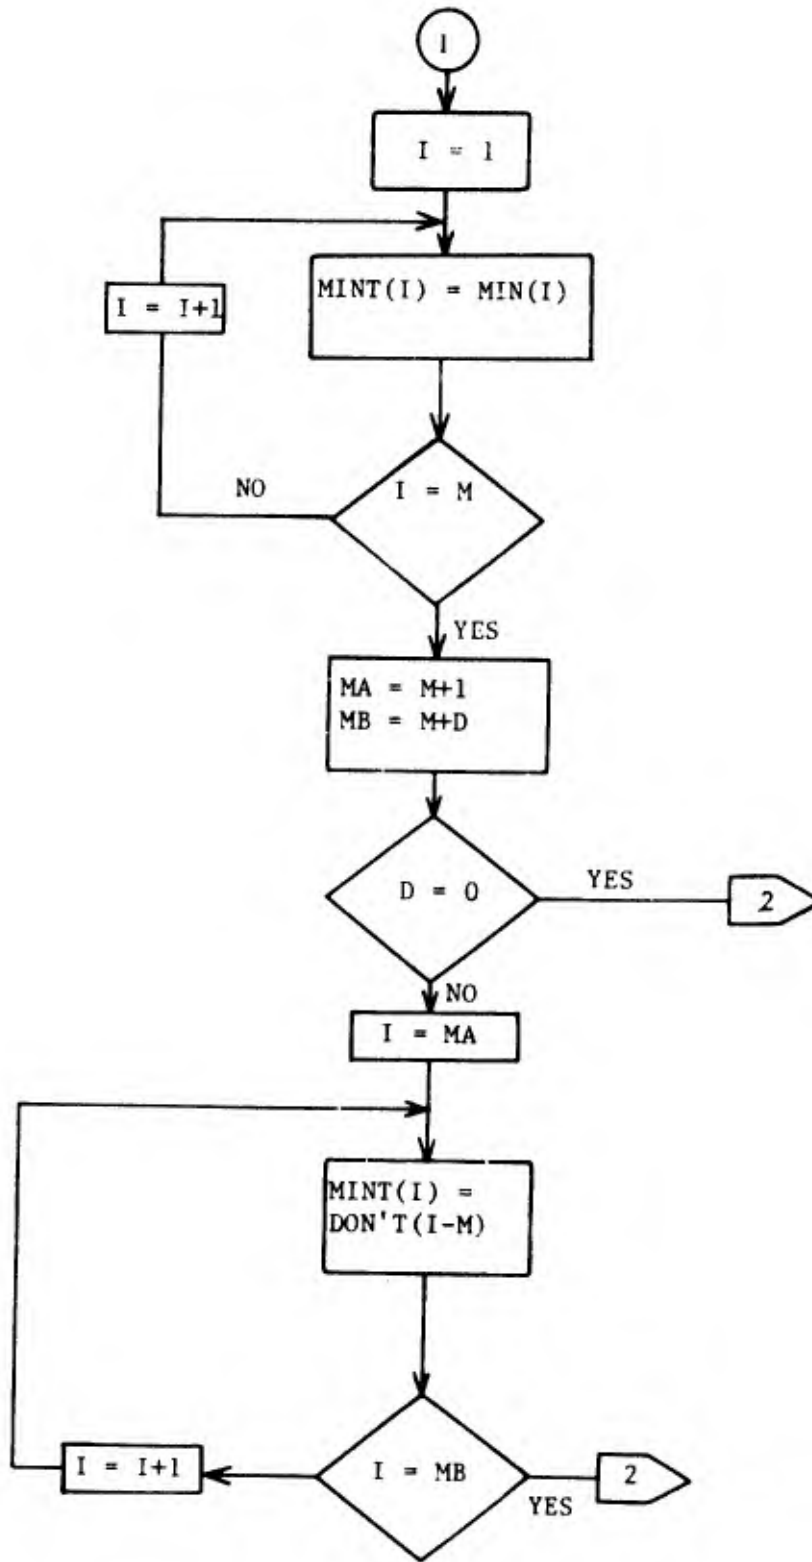 1
I = 1
MINT(I) = MIN(I)
I = I+1
I = M
NO
YES
MA = M+1
MB = M+D
D = 0
YES
2
NO
I = MA
MINT(I) =
DON'T(I-M)
I = I+1
I = MB
YES
2